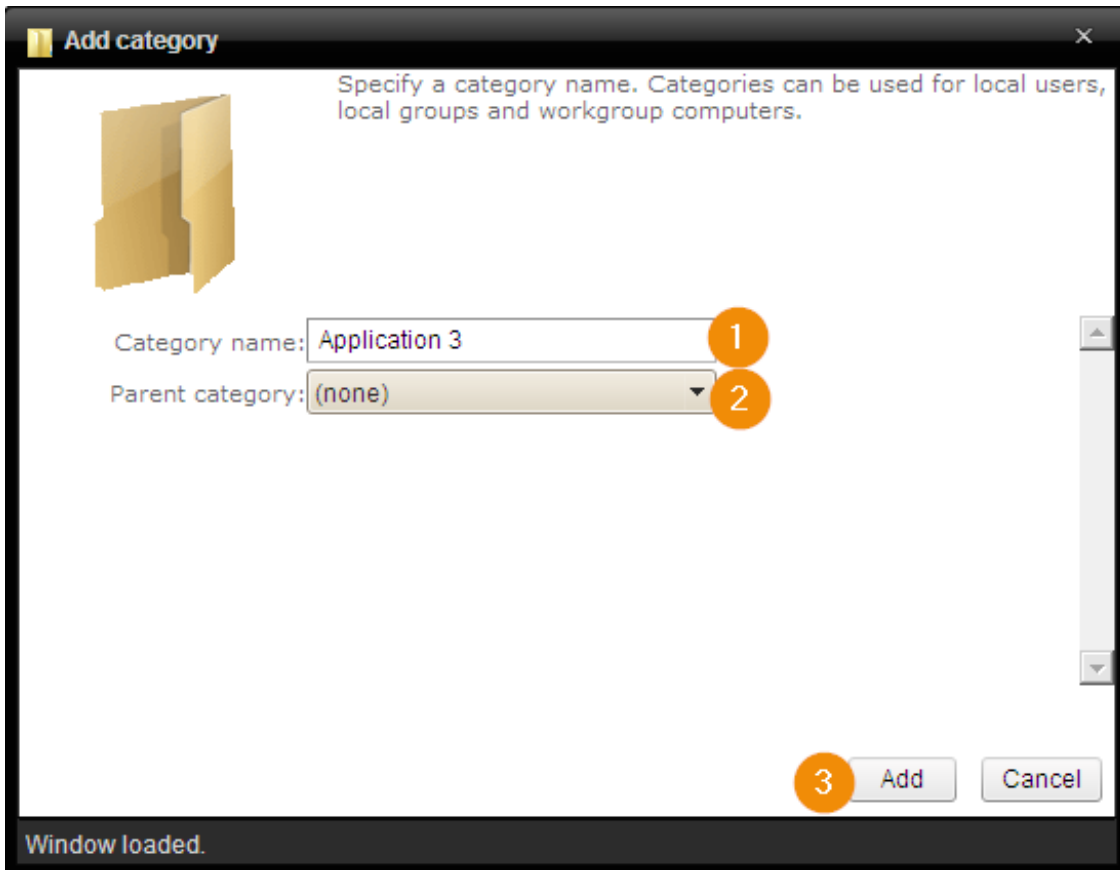 Add category
Specify a category name. Categories can be used for local users,
local groups and workgroup computers.
Category name: Application 3 1
Parent category: (none) 2
3 Add Cancel
Window loaded.